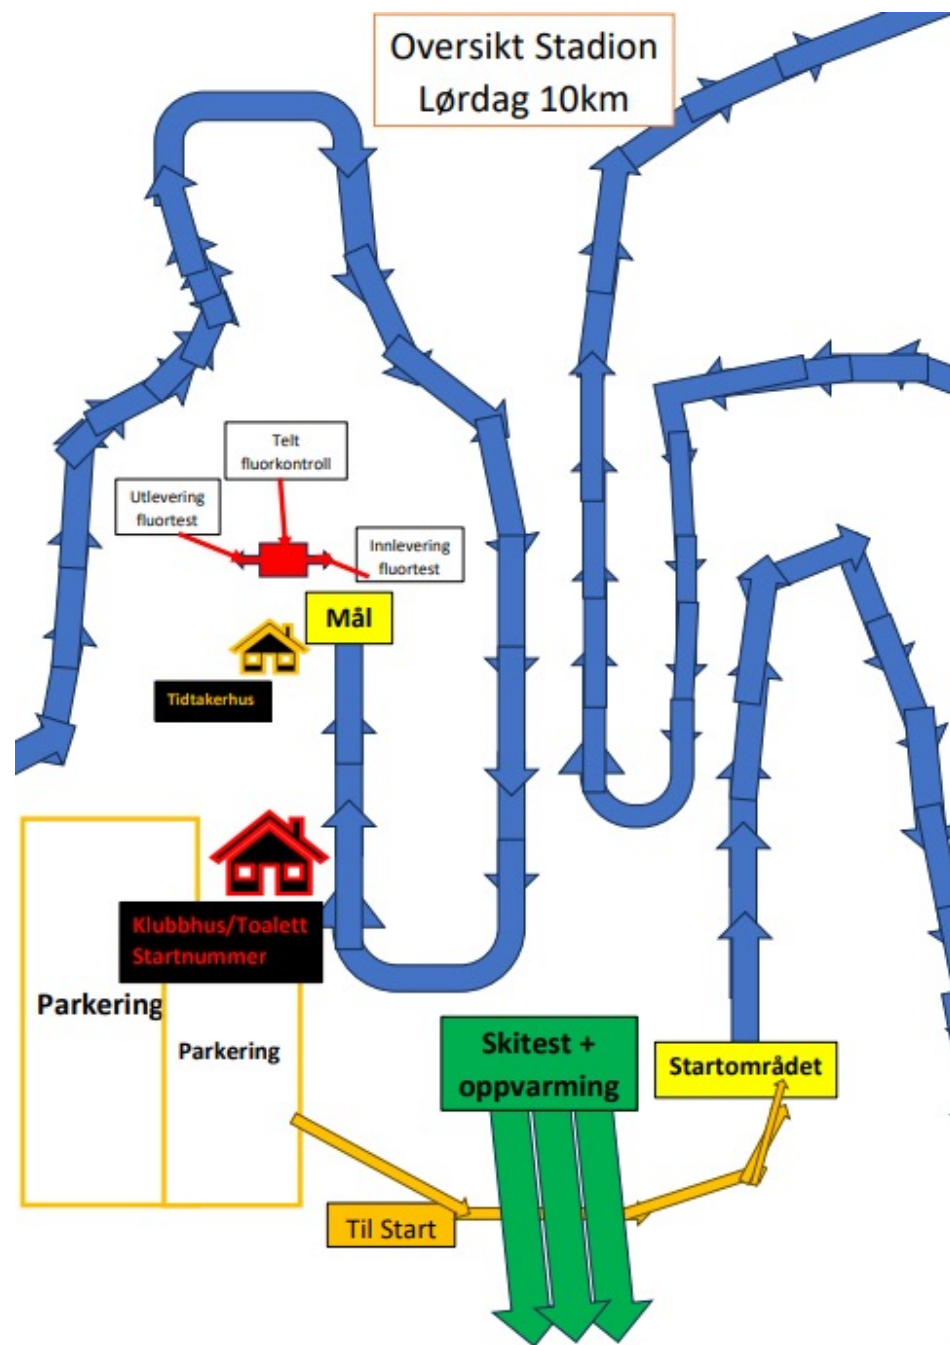 Oversikt Stadion
Lørdag 10km
Telt
fluorkontroll
Utlevering
fluortest
Innlevering
fluortest
Mål
Tidtakerhus
Klubbhus/Toalett
Startnummer
Parkering
Parkering
Skitest +
oppvarming
Startområdet
Til Start